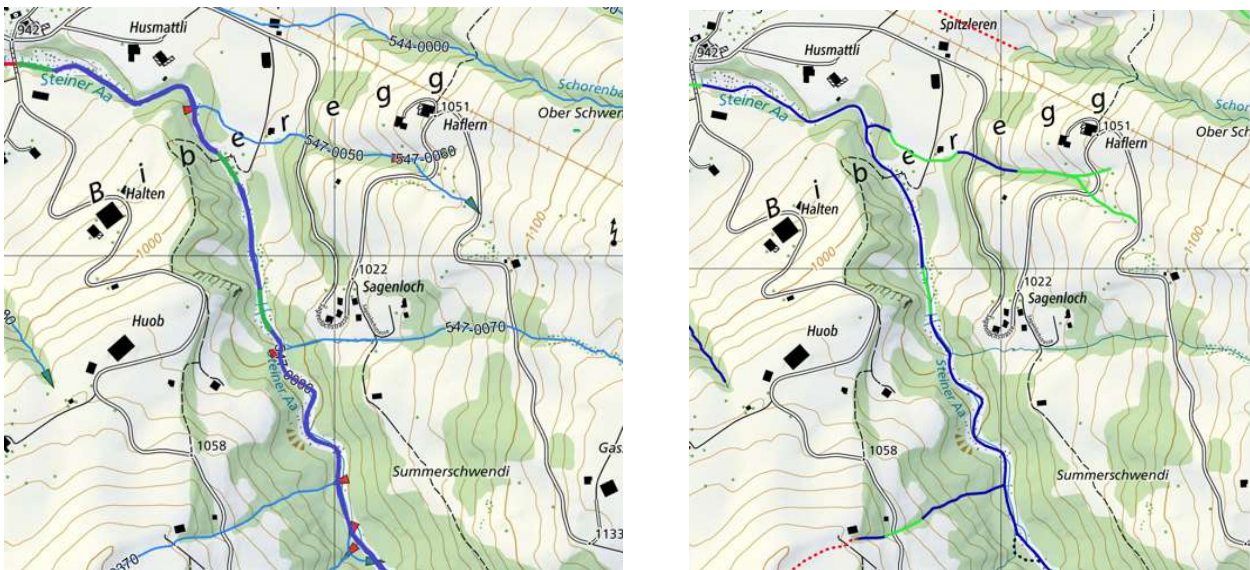 942
Husmattli
544-0000
Schorenba
Steiner Aa
e g g
1051
Ober Schwen
Haflern
r
547-0050
547-0060
e
b
i
B
Halten
1000
1100
1022
Sagenloch
Huob
547-0070
Steiner Aa
1058
Summerschwendi
Gas
1133
Spitzleren
942
Husmattli
Schor
Steiner Aa
e g g
1051
Ober Sch
Haflern
r
e
b
i
B
Halten
1000
1100
1022
Sagenloch
Huob
Steiner Aa
1058
Summerschwendi